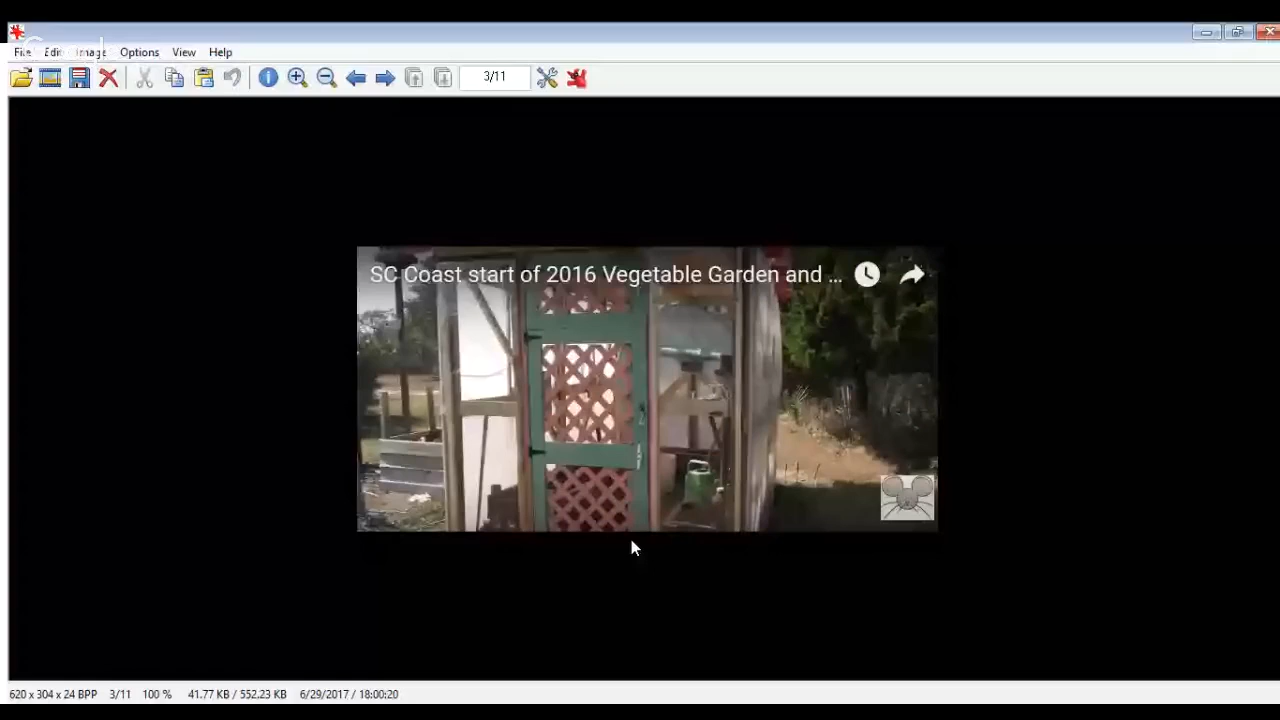 File Edit Image Options View Help
3/11
SC Coast start of 2016 Vegetable Garden and ...
620 x 304 x 24 BPP 3/11 100 % 41.77 KB / 552.23 KB 6/29/2017 / 18:00:20